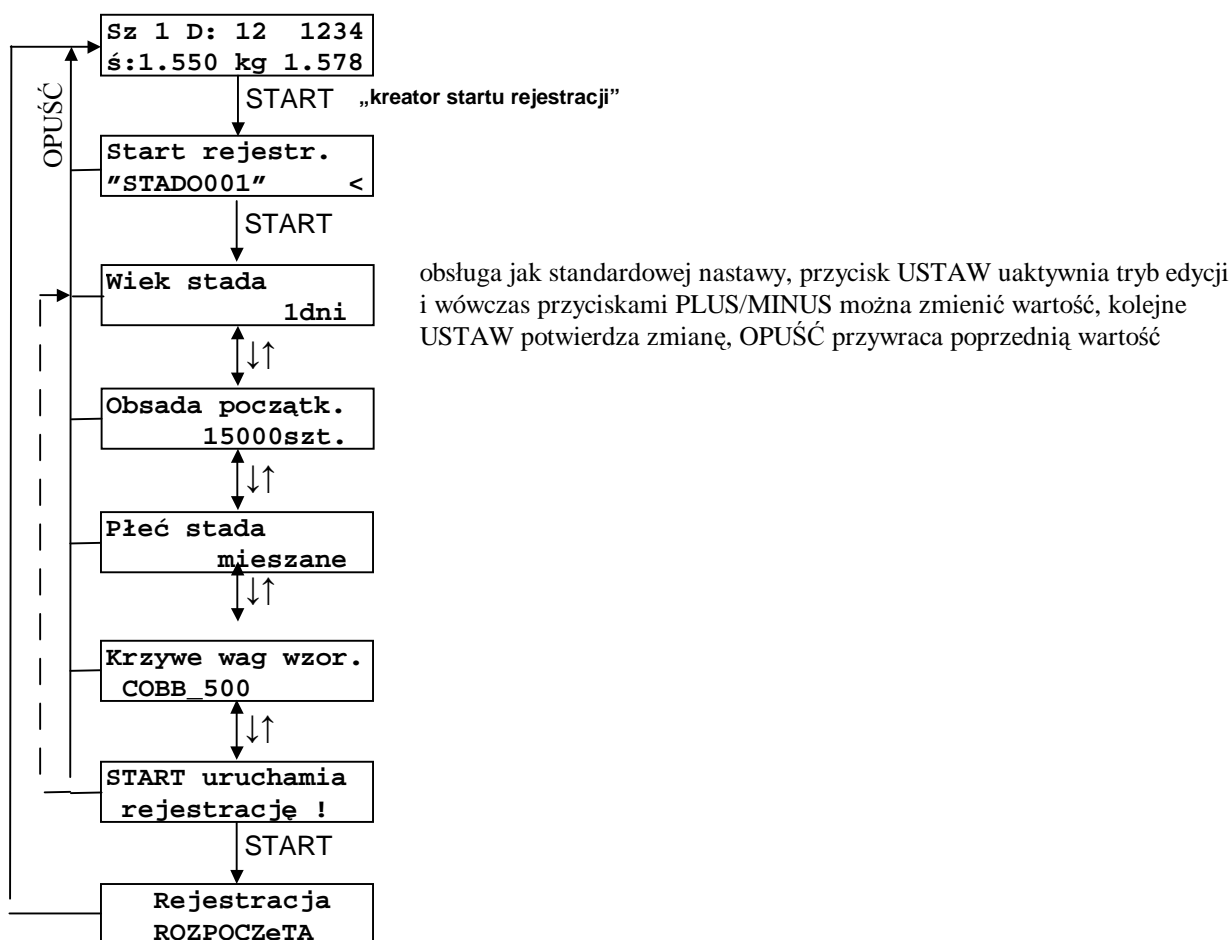 Sz 1 D: 12 1234
ś:1.550 kg 1.578
OPUŚĆ
START „kreator startu rejestracji”
Start rejestr.
"STADO001" <
START
Wiek stada
1dni
obsługa jak standardowej nastawy, przycisk USTAW uaktywnia tryb edycji
i wówczas przyciskami PLUS/MINUS można zmienić wartość, kolejne
USTAW potwierdza zmianę, OPUŚĆ przywraca poprzednią wartość
↓↑
Obsada początk.
15000szt.
↓↑
Płeć stada
mieszane
↓↑
Krzywe wag wzor.
COBB_500
↓↑
START uruchamia
rejestrację !
START
Rejestracja
ROZPOCZeTA